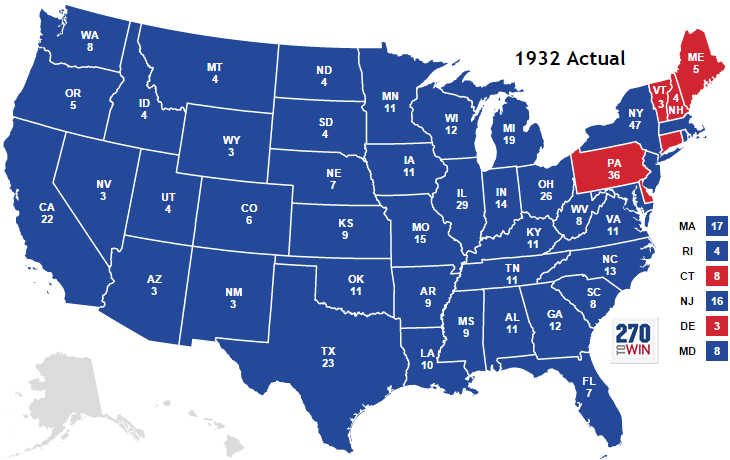 1932 Actual
WA
8
OR
5
CA
22
NV
3
ID
4
MT
4
WY
3
UT
4
AZ
3
CO
6
NM
3
ND
4
SD
4
NE
7
KS
9
OK
11
TX
23
MN
11
IA
11
MO
15
AR
9
LA
10
WI
12
IL
29
MI
19
IN
14
OH
26
KY
11
TN
11
MS
9
AL
11
GA
12
FL
7
SC
8
NC
13
VA
11
WV
8
PA
36
NY
47
VT
3
4
NH
ME
5
MA 17
RI 4
CT 8
NJ 16
DE 3
MD 8
270
TO WIN